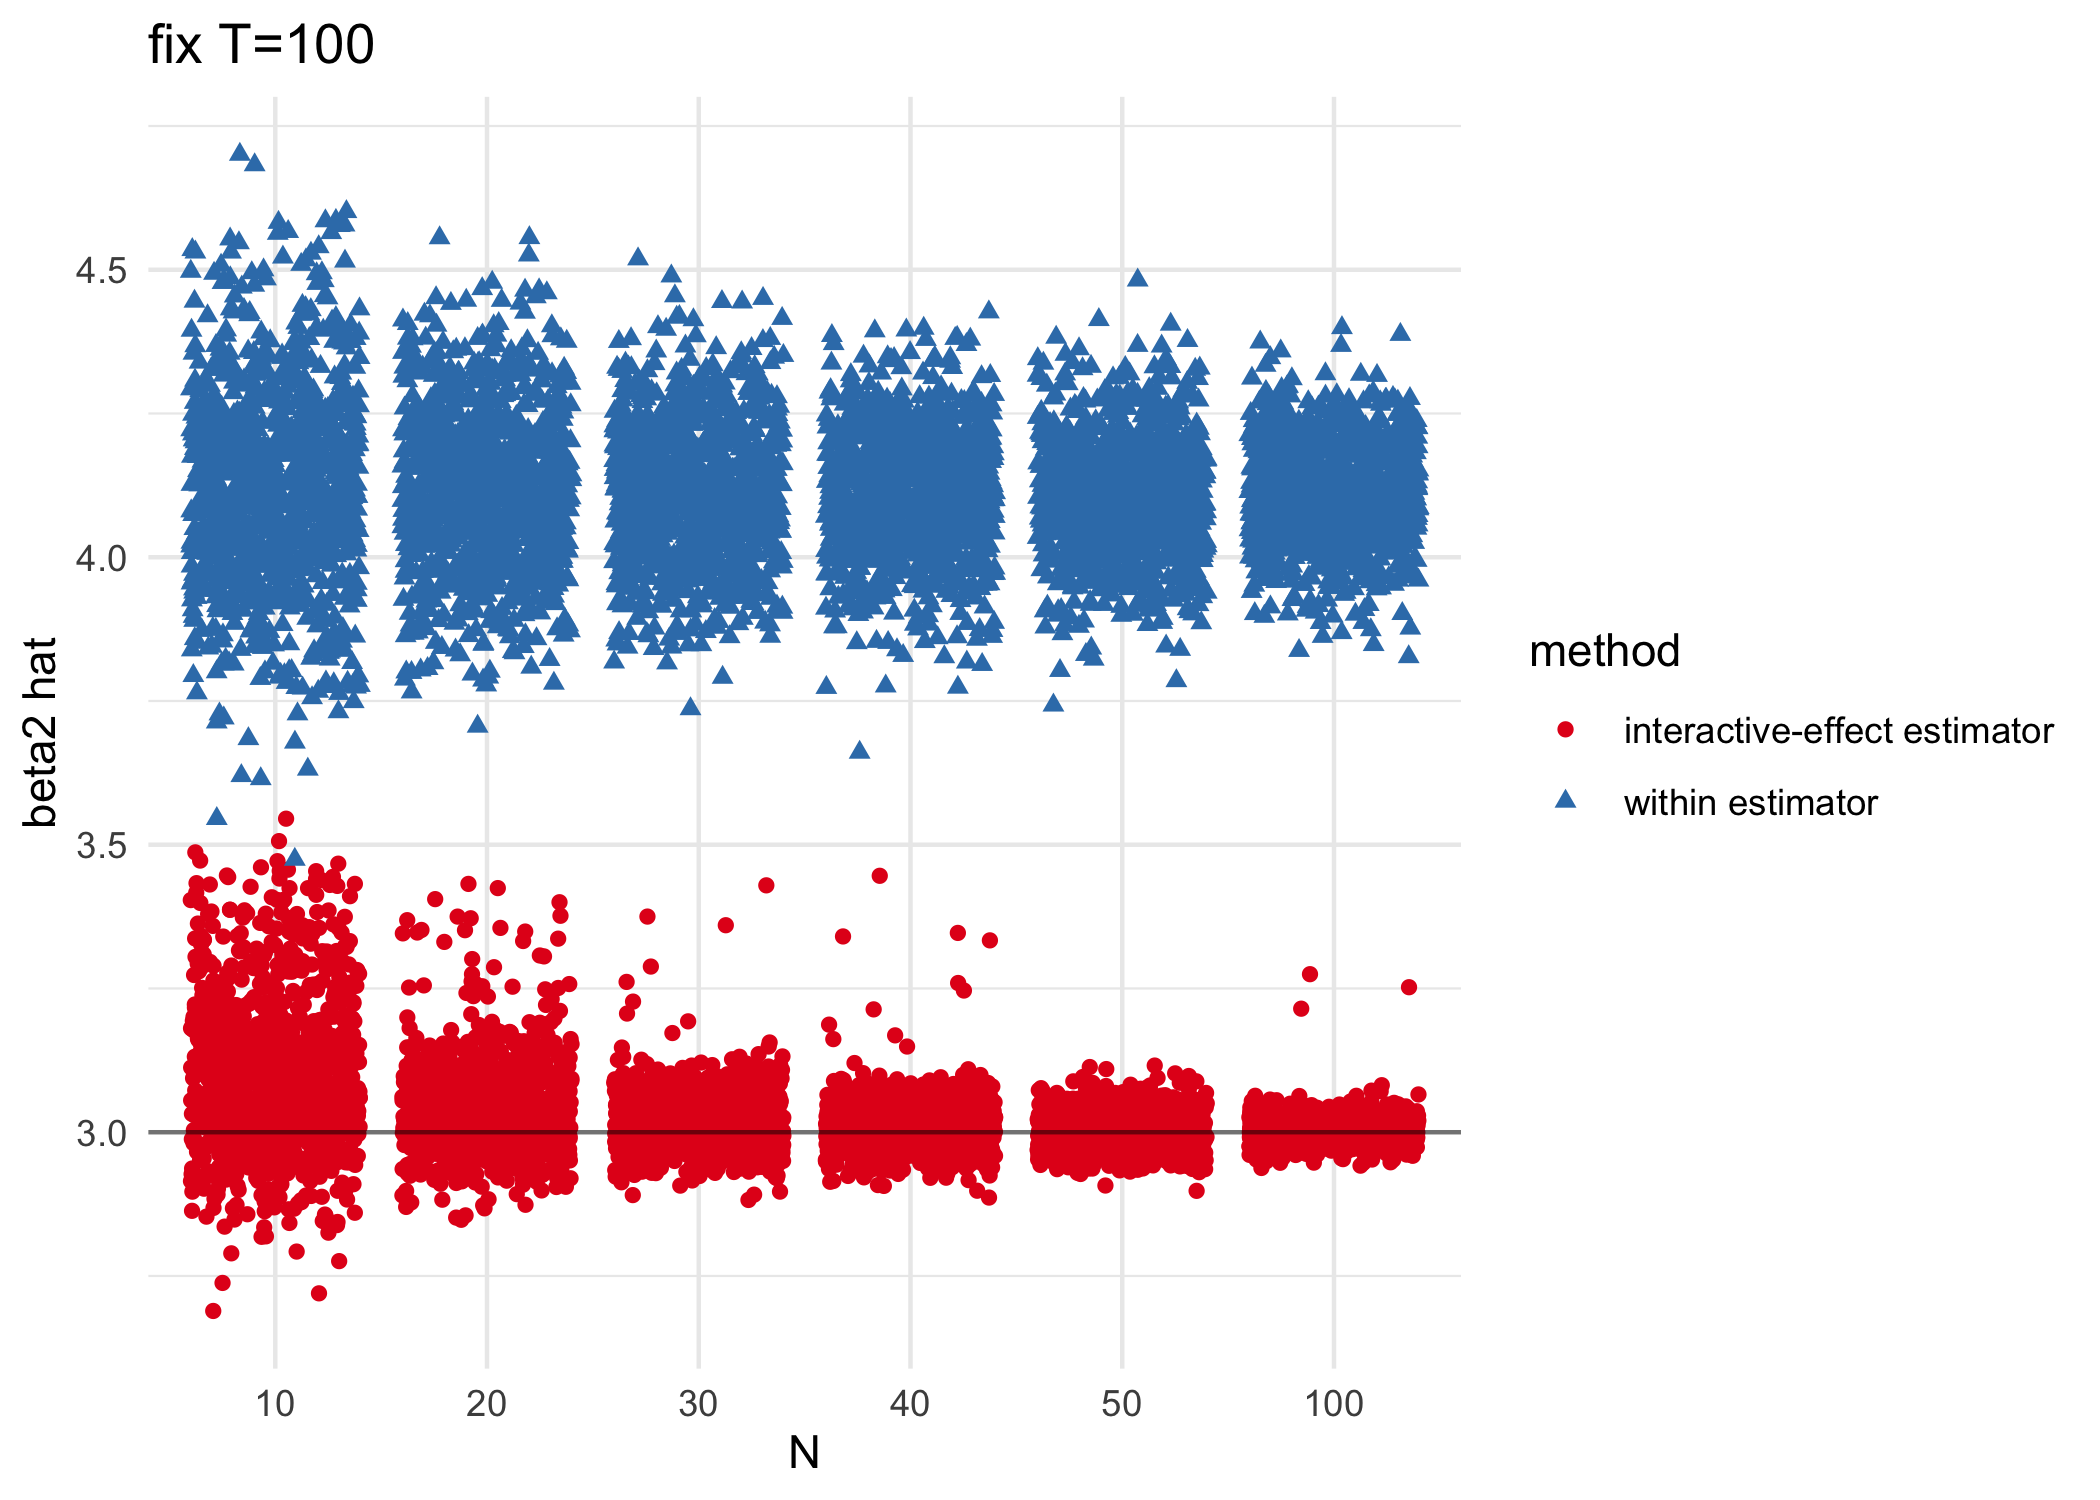 fix T=100
4.5
4.0
3.5
3.0
beta2 hat
10 20 30 40 50 100
N
method
interactive-effect estimator
within estimator